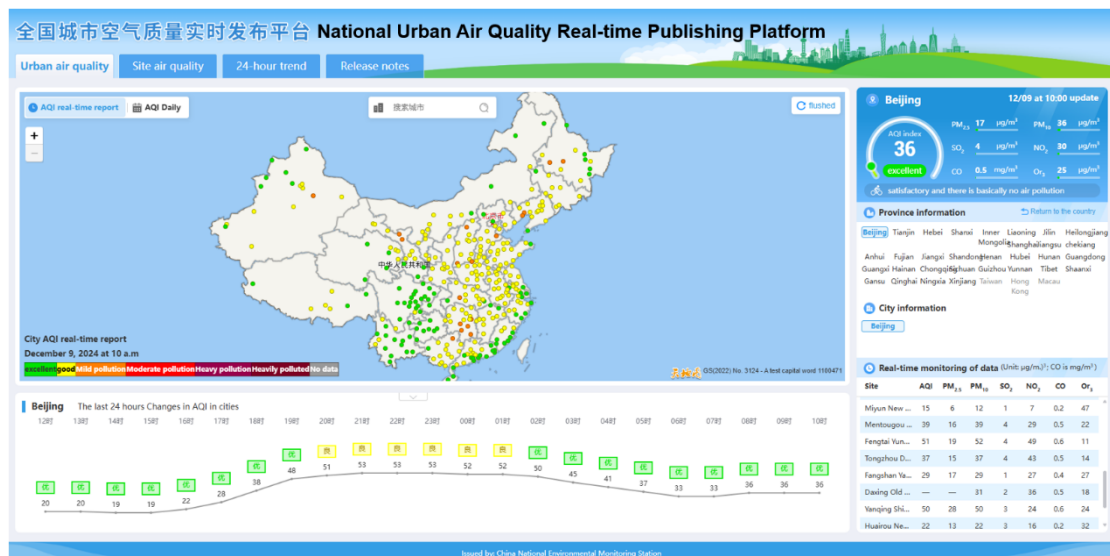 全国城市空气质量实时发布平台 National Urban Air Quality Real-time Publishing Platform
Urban air quality Site air quality 24-hour trend Release notes
AQI real-time report AQI Daily
搜索城市
flushed
+
−
中华人民共和国
City AQI real-time report
December 9, 2024 at 10 a.m
excellent good Mild pollution Moderate pollution Heavy pollution Heavily polluted No data
GS(2022) No. 3124 - A test capital word 1100471
Beijing 12/09 at 10:00 update
AQI index
36
excellent
PM2.5 17 μg/m³ PM10 36 μg/m³
SO2 4 μg/m³ NO2 30 μg/m³
CO 0.5 mg/m³ Or3 25 μg/m³
satisfactory and there is basically no air pollution
Province information Return to the country
Beijing Tianjin Hebei Shanxi Inner Mongolia Liaoning Jilin Heilongjiang
Shanghai Jiangsu chekiang
Anhui Fujian Jiangxi Shandong Henan Hubei Hunan Guangdong
Guangxi Hainan Chongqing Sichuan Guizhou Yunnan Tibet Shaanxi
Gansu Qinghai Ningxia Xinjiang Taiwan Hong Kong Macau
City information
Beijing
Real-time monitoring of data (Unit: μg/m.)³; CO is mg/m³)
Site AQI PM2.5 PM10 SO2 NO2 CO Or3
Miyun New ... 15 6 12 1 7 0.2 47
Mentougou ... 39 16 39 4 29 0.5 22
Fengtai Yun... 51 19 52 4 49 0.6 11
Tongzhou D... 37 15 37 4 43 0.5 14
Fangshan Ya... 29 17 29 1 27 0.4 27
Daxing Old ... — — 31 2 36 0.5 18
Yanqing Shi... 50 28 50 3 24 0.6 24
Huairou Ne... 22 13 22 3 16 0.2 32
Beijing The last 24 hours Changes in AQI in cities
12时 13时 14时 15时 16时 17时 18时 19时 20时 21时 22时 23时 00时 01时 02时 03时 04时 05时 06时 07时 08时 09时 10时
优 优 优 优 优 优 优 优 良 良 良 良 良 良 优 优 优 优 优 优 优 优 优
20 20 19 19 22 28 38 48 51 53 53 53 52 52 50 45 41 37 33 33 36 36 36
Issued by: China National Environmental Monitoring Station